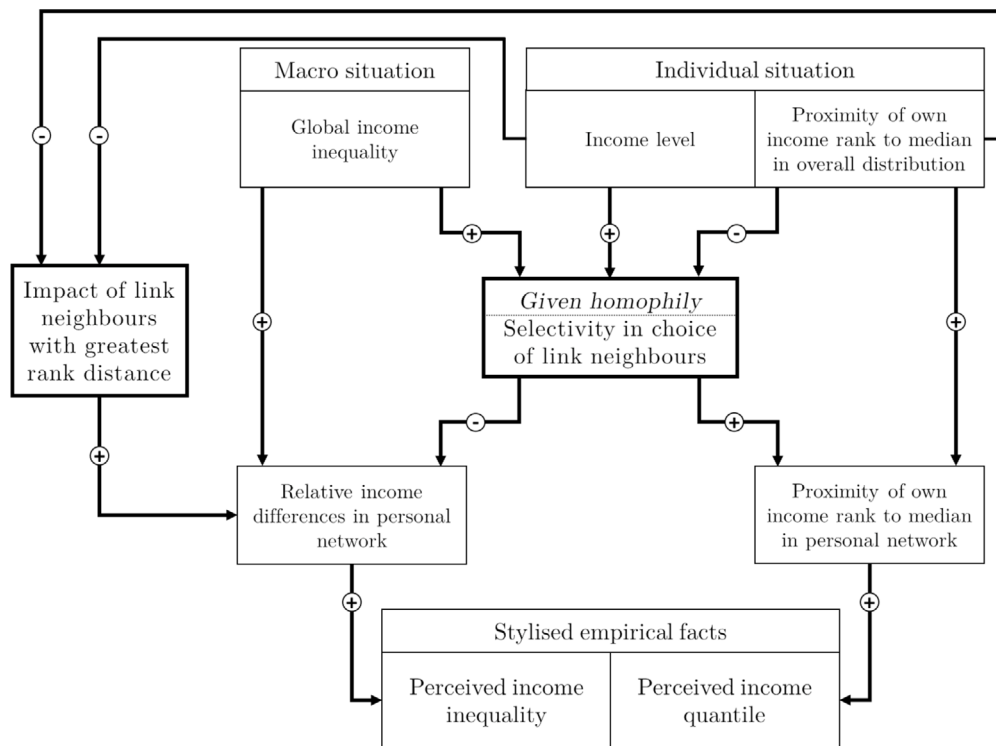 Macro situation
Global income
inequality
Individual situation
Income level
Proximity of own
income rank to median
in overall distribution
-
-
+
+
-
+
+
Impact of link
neighbours
with greatest
rank distance
Given homophily
Selectivity in choice
of link neighbours
-
+
+
Relative income
differences in personal
network
Proximity of own
income rank to median
in personal network
+
+
Stylised empirical facts
Perceived income
inequality
Perceived income
quantile